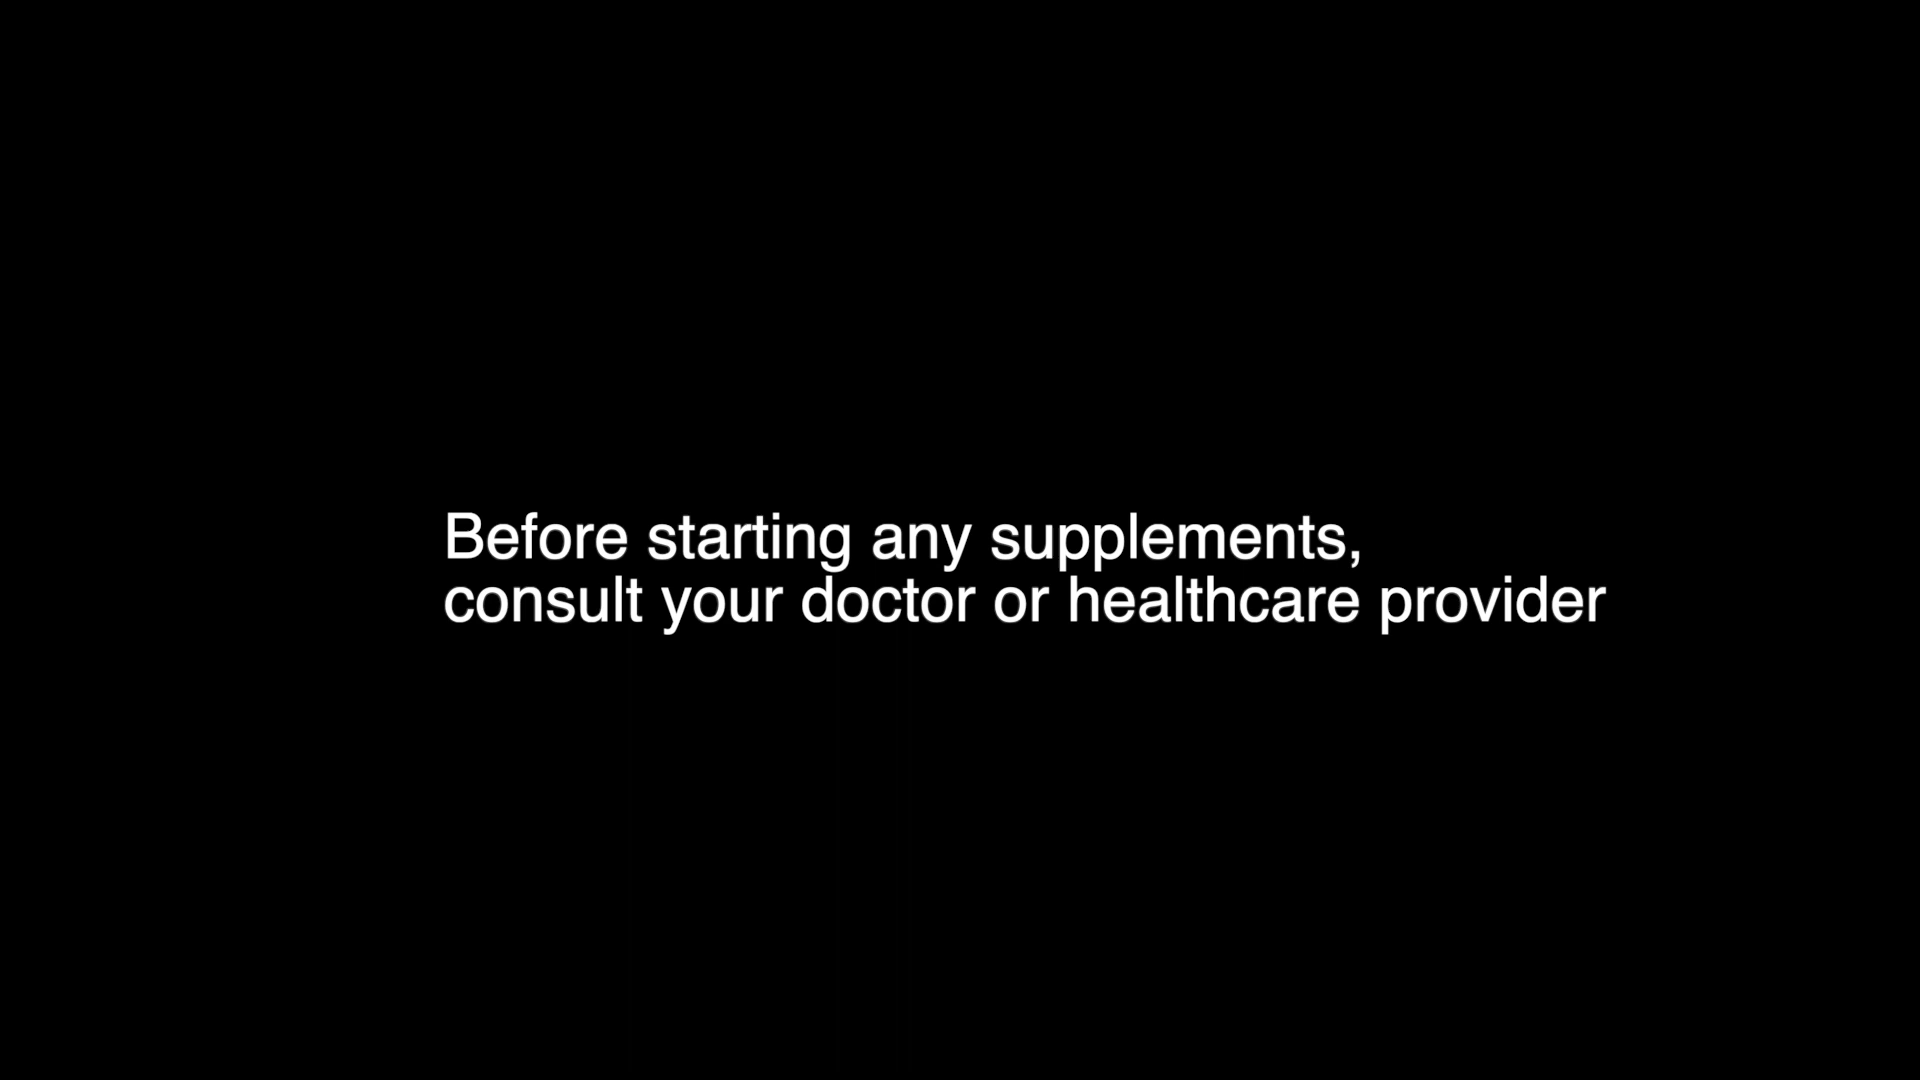 Before starting any supplements,
consult your doctor or healthcare provider